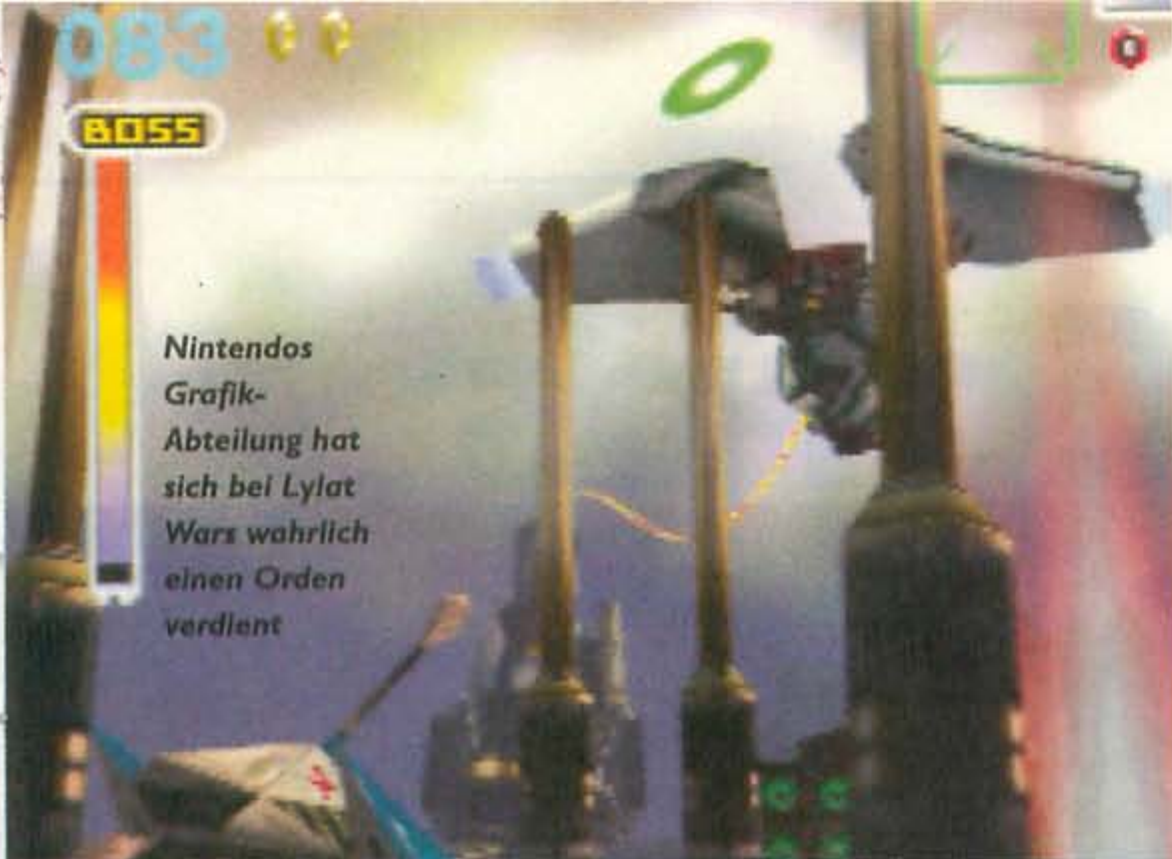 083
BOSS
Nintendos
Grafik-
Abteilung hat
sich bei Lylat
Wars wahrlich
einen Orden
verdient